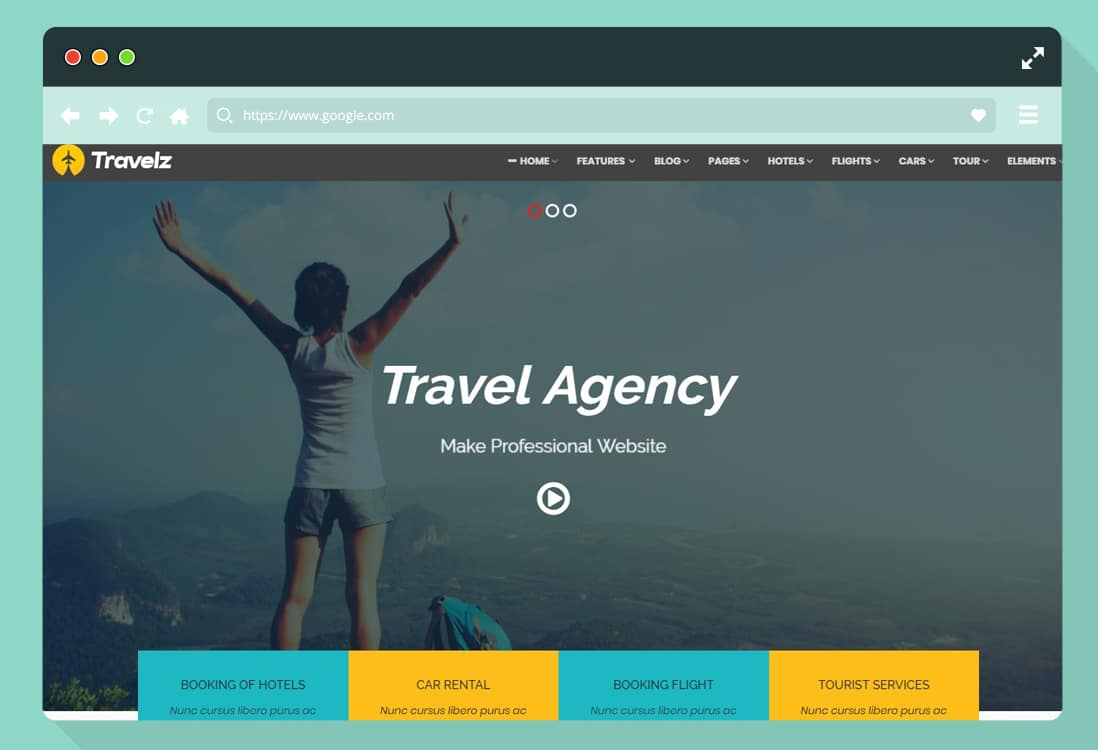 https://www.google.com
Travelz
HOME FEATURES BLOG PAGES HOTELS FLIGHTS CARS TOUR ELEMENTS
Travel Agency
Make Professional Website
BOOKING OF HOTELS CAR RENTAL BOOKING FLIGHT TOURIST SERVICES
Nunc cursus libero purus ac Nunc cursus libero purus ac Nunc cursus libero purus ac Nunc cursus libero purus ac